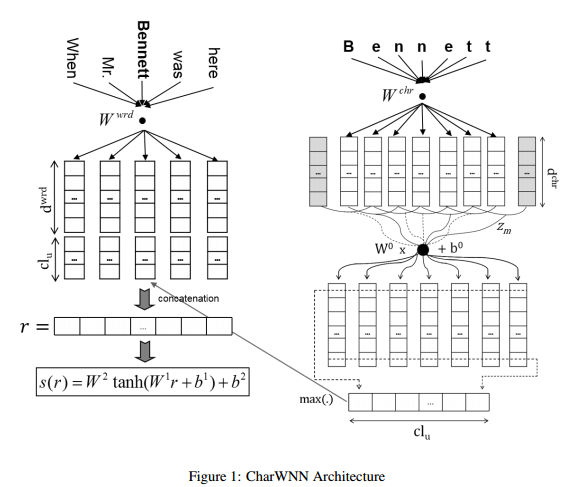 When Mr. Bennett was here
W^wrd
d^wrd
...
...
...
...
...
cl_u
...
...
...
...
...
concatenation
r =
...
s(r) = W^2 tanh(W^1 r + b^1) + b^2
B e n n e t t
W^chr
...
...
...
...
...
...
...
...
...
d^chr
z_m
W^0 x + b^0
...
...
...
...
...
...
...
max(.)
...
cl_u
Figure 1: CharWNN Architecture